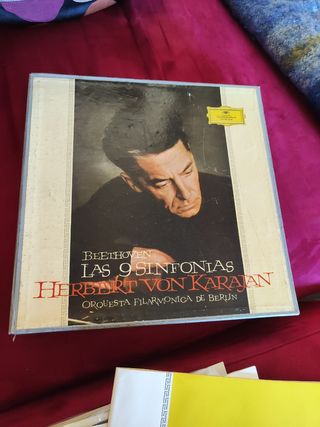 BEETHOVEN
LAS 9 SINFONIAS
HERBERT VON KARAJAN
ORQUESTA FILARMONICA DE BERLIN